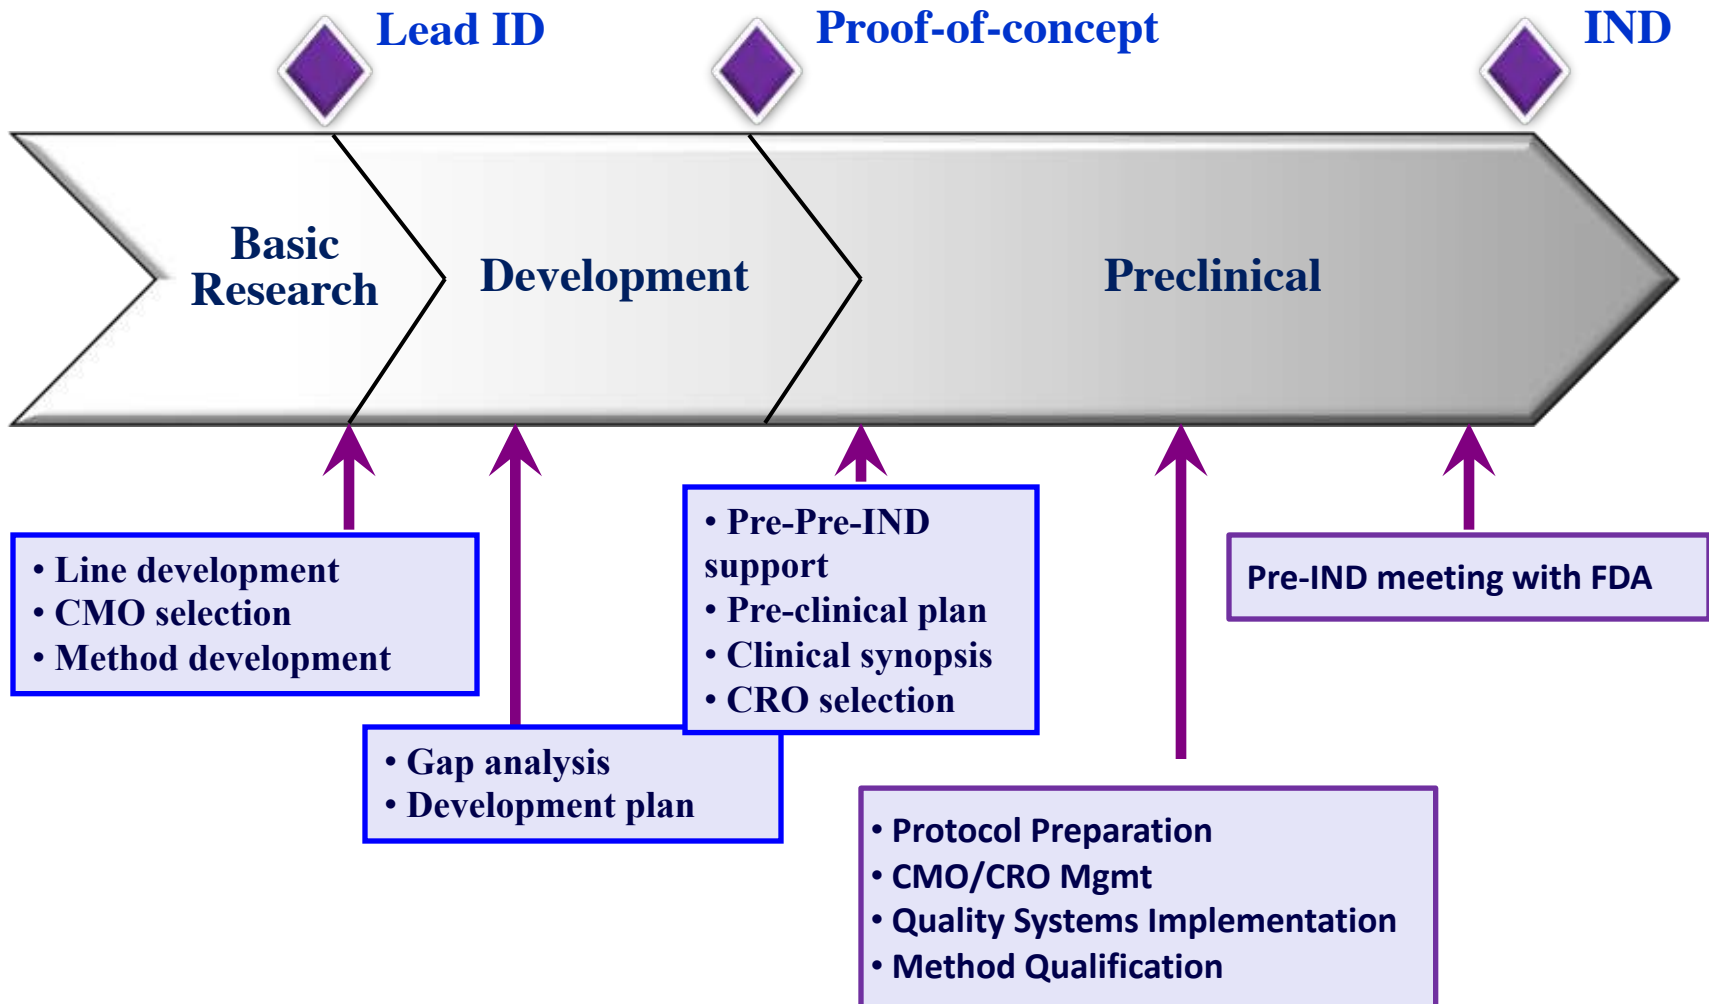 Lead ID
Proof-of-concept
IND
Basic
Research
Development
Preclinical
• Line development
• CMO selection
• Method development
• Gap analysis
• Development plan
• Pre-Pre-IND
support
• Pre-clinical plan
• Clinical synopsis
• CRO selection
• Protocol Preparation
• CMO/CRO Mgmt
• Quality Systems Implementation
• Method Qualification
Pre-IND meeting with FDA